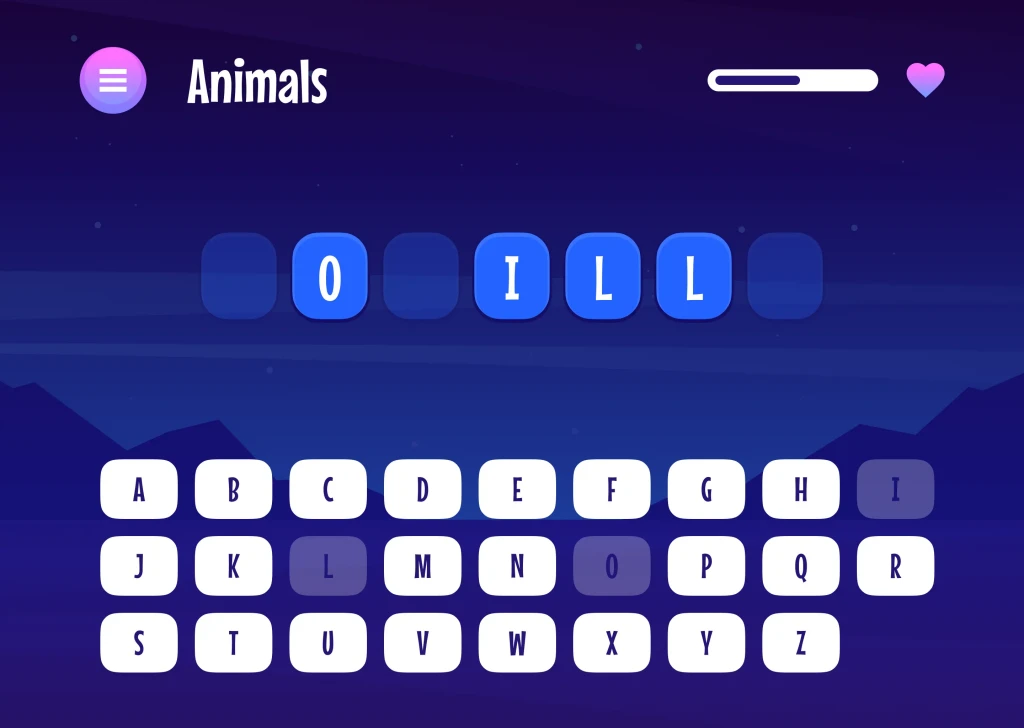 Animals
O I L L
A B C D E F G H I
J K L M N O P Q R
S T U V W X Y Z